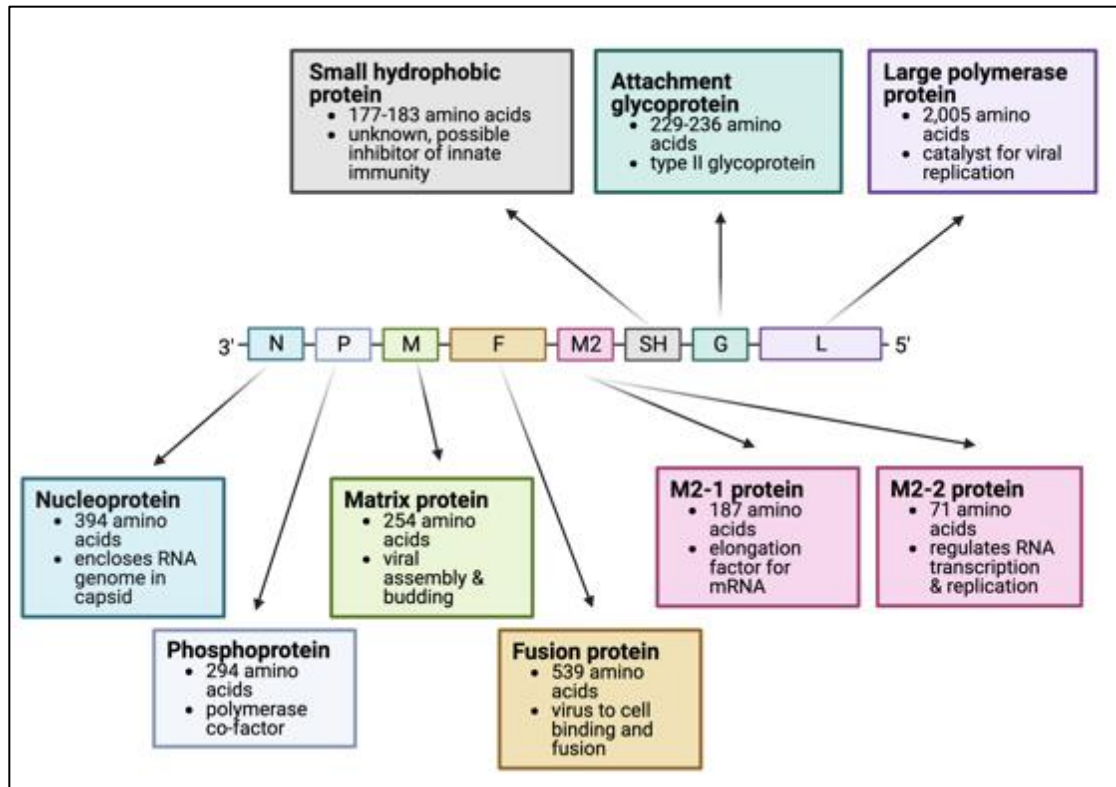 Small hydrophobic
protein
• 177-183 amino acids
• unknown, possible
inhibitor of innate
immunity
Attachment
glycoprotein
• 229-236 amino
acids
• type II glycoprotein
Large polymerase
protein
• 2,005 amino
acids
• catalyst for viral
replication
3' N P M F M2 SH G L 5'
Nucleoprotein
• 394 amino
acids
• encloses RNA
genome in
capsid
Matrix protein
• 254 amino
acids
• viral
assembly &
budding
M2-1 protein
• 187 amino
acids
• elongation
factor for
mRNA
M2-2 protein
• 71 amino
acids
• regulates RNA
transcription
& replication
Phosphoprotein
• 294 amino
acids
• polymerase
co-factor
Fusion protein
• 539 amino
acids
• virus to cell
binding and
fusion